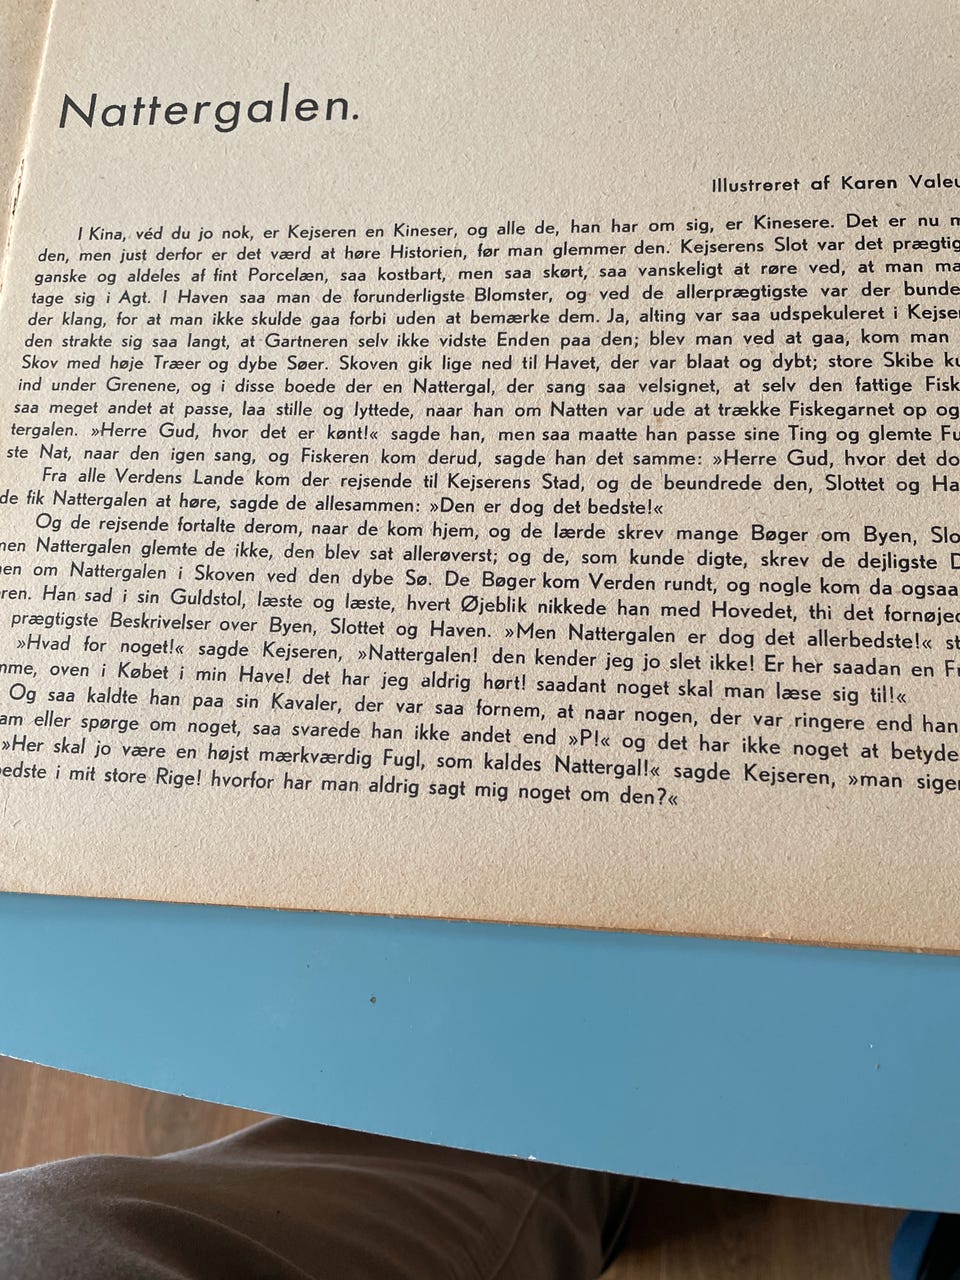 Nattergalen.
Illustreret af Karen
I Kina, véd du jo nok, er Kejseren en Kineser, og alle de, han har om sig, er Kinesere. Det er nu
den, men just derfor er det værd at høre Historien, før man glemmer den. Kejserens Slot var det
ganske og aldeles af fint Porcelæn, saa kostbart, men saa skørt, saa vanskeligt at røre ved, at man
tage sig i Agt. I Haven saa man de forunderligste Blomster, og ved de allerprægtigste var der
der klang, for at man ikke skulde gaa forbi uden at bemærke dem. Ja, alting var saa udspekuleret i
den strakte sig saa langt, at Gartneren selv ikke vidste Enden paa den; blev man ved at gaa, kom man
Skov med høje Træer og dybe Søer. Skoven gik lige ned til Havet, der var blaat og dybt; store Skibe
ind under Grenene, og i disse boede der en Nattergal, der sang saa velsignet, at selv den fattige
saa meget andet at passe, laa stille og lyttede, naar han om Natten var ude at trække Fiskegarnet op og
tergalen. »Herre Gud, hvor det er kønt!« sagde han, men saa maatte han passe sine Ting og glemte
ste Nat, naar den igen sang, og Fiskeren kom derud, sagde han det samme: »Herre Gud, hvor det
Fra alle Verdens Lande kom der rejsende til Kejserens Stad, og de beundrede den, Slottet og
de fik Nattergalen at høre, sagde de allesammen: »Den er dog det bedste!«
Og de rejsende fortalte derom, naar de kom hjem, og de lærde skrev mange Bøger om Byen,
Nattergalen glemte de ikke, den blev sat allerøverst; og de, som kunde digte, skrev de dejligste
om Nattergalen i Skoven ved den dybe Sø. De Bøger kom Verden rundt, og nogle kom da ogsaa
Han sad i sin Guldstol, læste og læste, hvert Øjeblik nikkede han med Hovedet, thi det
prægtigste Beskrivelser over Byen, Slottet og Haven. »Men Nattergalen er dog det allerbedste!«
»Hvad for noget!« sagde Kejseren, »Nattergalen! den kender jeg jo slet ikke! Er her saadan en
oven i Købet i min Have! det har jeg aldrig hørt! saadant noget skal man læse sig til!«
Og saa kaldte han paa sin Kavaler, der var saa fornem, at naar nogen, der var ringere end han
eller spørge om noget, saa svarede han ikke andet end »P!« og det har ikke noget at betyde
»Her skal jo være en højst mærkværdig Fugl, som kaldes Nattergal!« sagde Kejseren, »man
i mit store Rige! hvorfor har man aldrig sagt mig noget om den?«